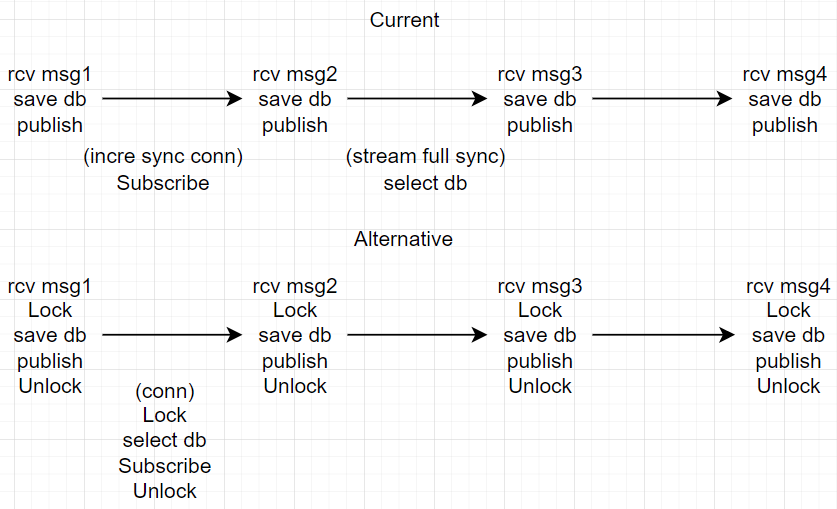 Current
rcv msg1 rcv msg2 rcv msg3 rcv msg4
save db save db save db save db
publish publish publish publish
(incre sync conn) (stream full sync)
Subscribe select db
Alternative
rcv msg1 rcv msg2 rcv msg3 rcv msg4
Lock Lock Lock Lock
save db save db save db save db
publish publish publish publish
Unlock Unlock Unlock Unlock
(conn)
Lock
select db
Subscribe
Unlock